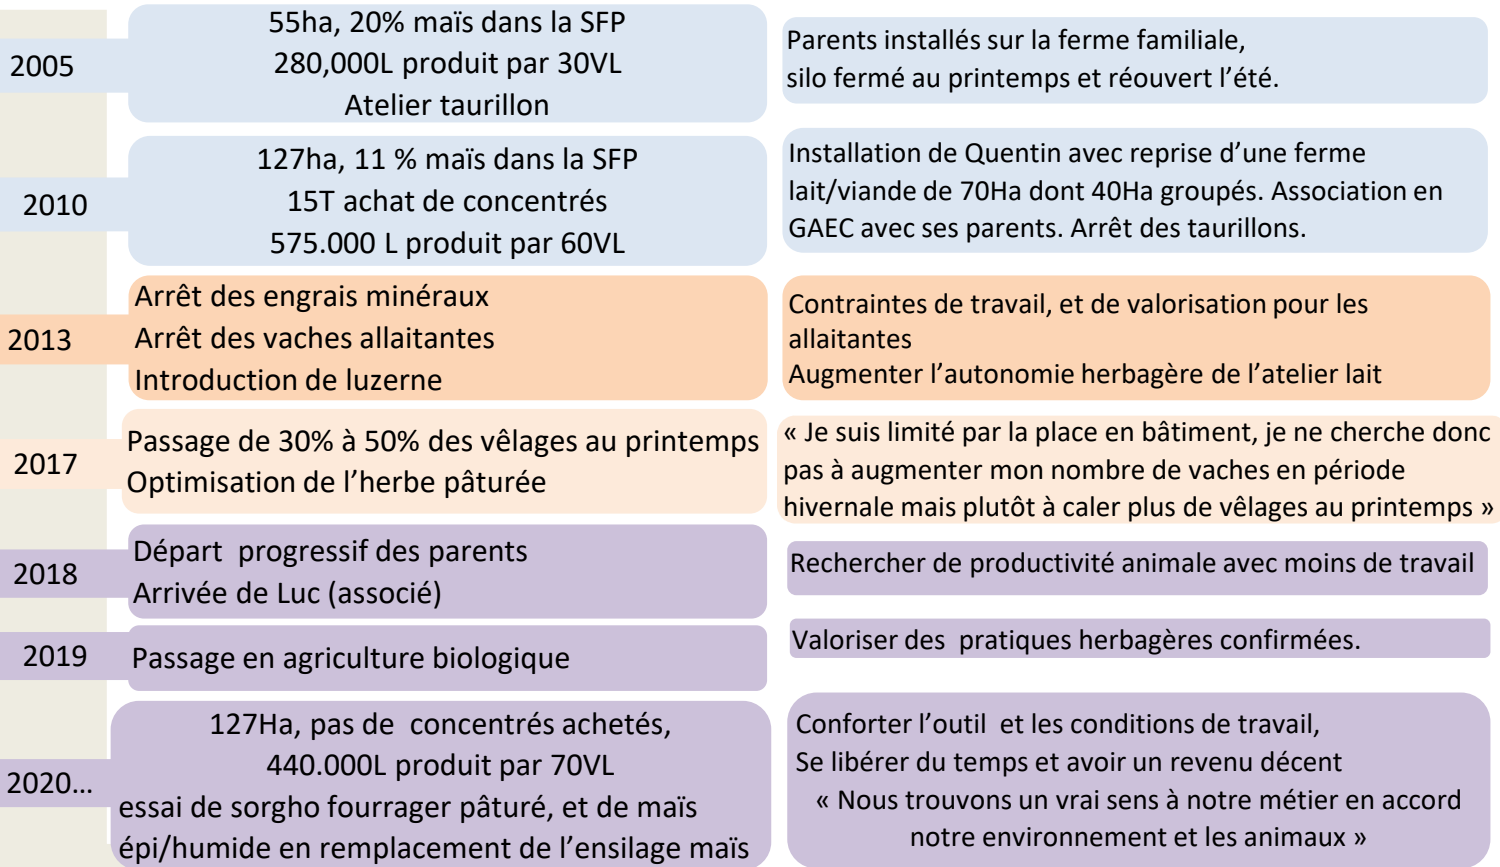 2005
55ha, 20% maïs dans la SFP
280,000L produit par 30VL
Atelier taurillon
Parents installés sur la ferme familiale,
silo fermé au printemps et réouvert l’été.
2010
127ha, 11 % maïs dans la SFP
15T achat de concentrés
575.000 L produit par 60VL
Installation de Quentin avec reprise d’une ferme
lait/viande de 70Ha dont 40Ha groupés. Association en
GAEC avec ses parents. Arrêt des taurillons.
2013
Arrêt des engrais minéraux
Arrêt des vaches allaitantes
Introduction de luzerne
Contraintes de travail, et de valorisation pour les
allaitantes
Augmenter l’autonomie herbagère de l’atelier lait
2017
Passage de 30% à 50% des vêlages au printemps
Optimisation de l’herbe pâturée
« Je suis limité par la place en bâtiment, je ne cherche donc
pas à augmenter mon nombre de vaches en période
hivernale mais plutôt à caler plus de vêlages au printemps »
2018
Départ progressif des parents
Arrivée de Luc (associé)
Rechercher de productivité animale avec moins de travail
2019
Passage en agriculture biologique
Valoriser des pratiques herbagères confirmées.
2020…
127Ha, pas de concentrés achetés,
440.000L produit par 70VL
essai de sorgho fourrager pâturé, et de maïs
épi/humide en remplacement de l’ensilage maïs
Conforter l’outil et les conditions de travail,
Se libérer du temps et avoir un revenu décent
« Nous trouvons un vrai sens à notre métier en accord
notre environnement et les animaux »